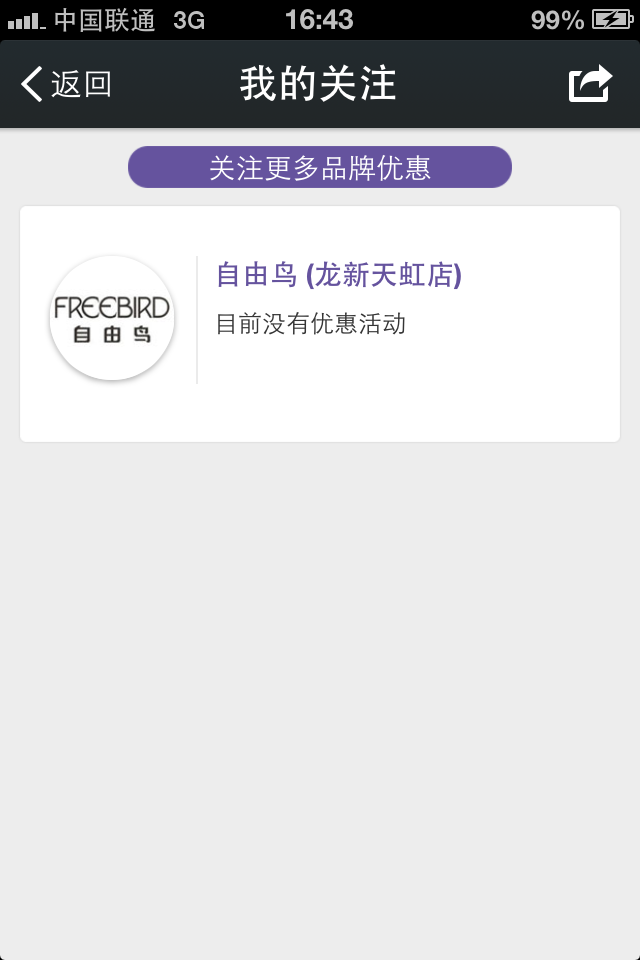 中国联通 3G 16:43 99%
返回 我的关注
关注更多品牌优惠
FREEBIRD
自由鸟
自由鸟 (龙新天虹店)
目前没有优惠活动